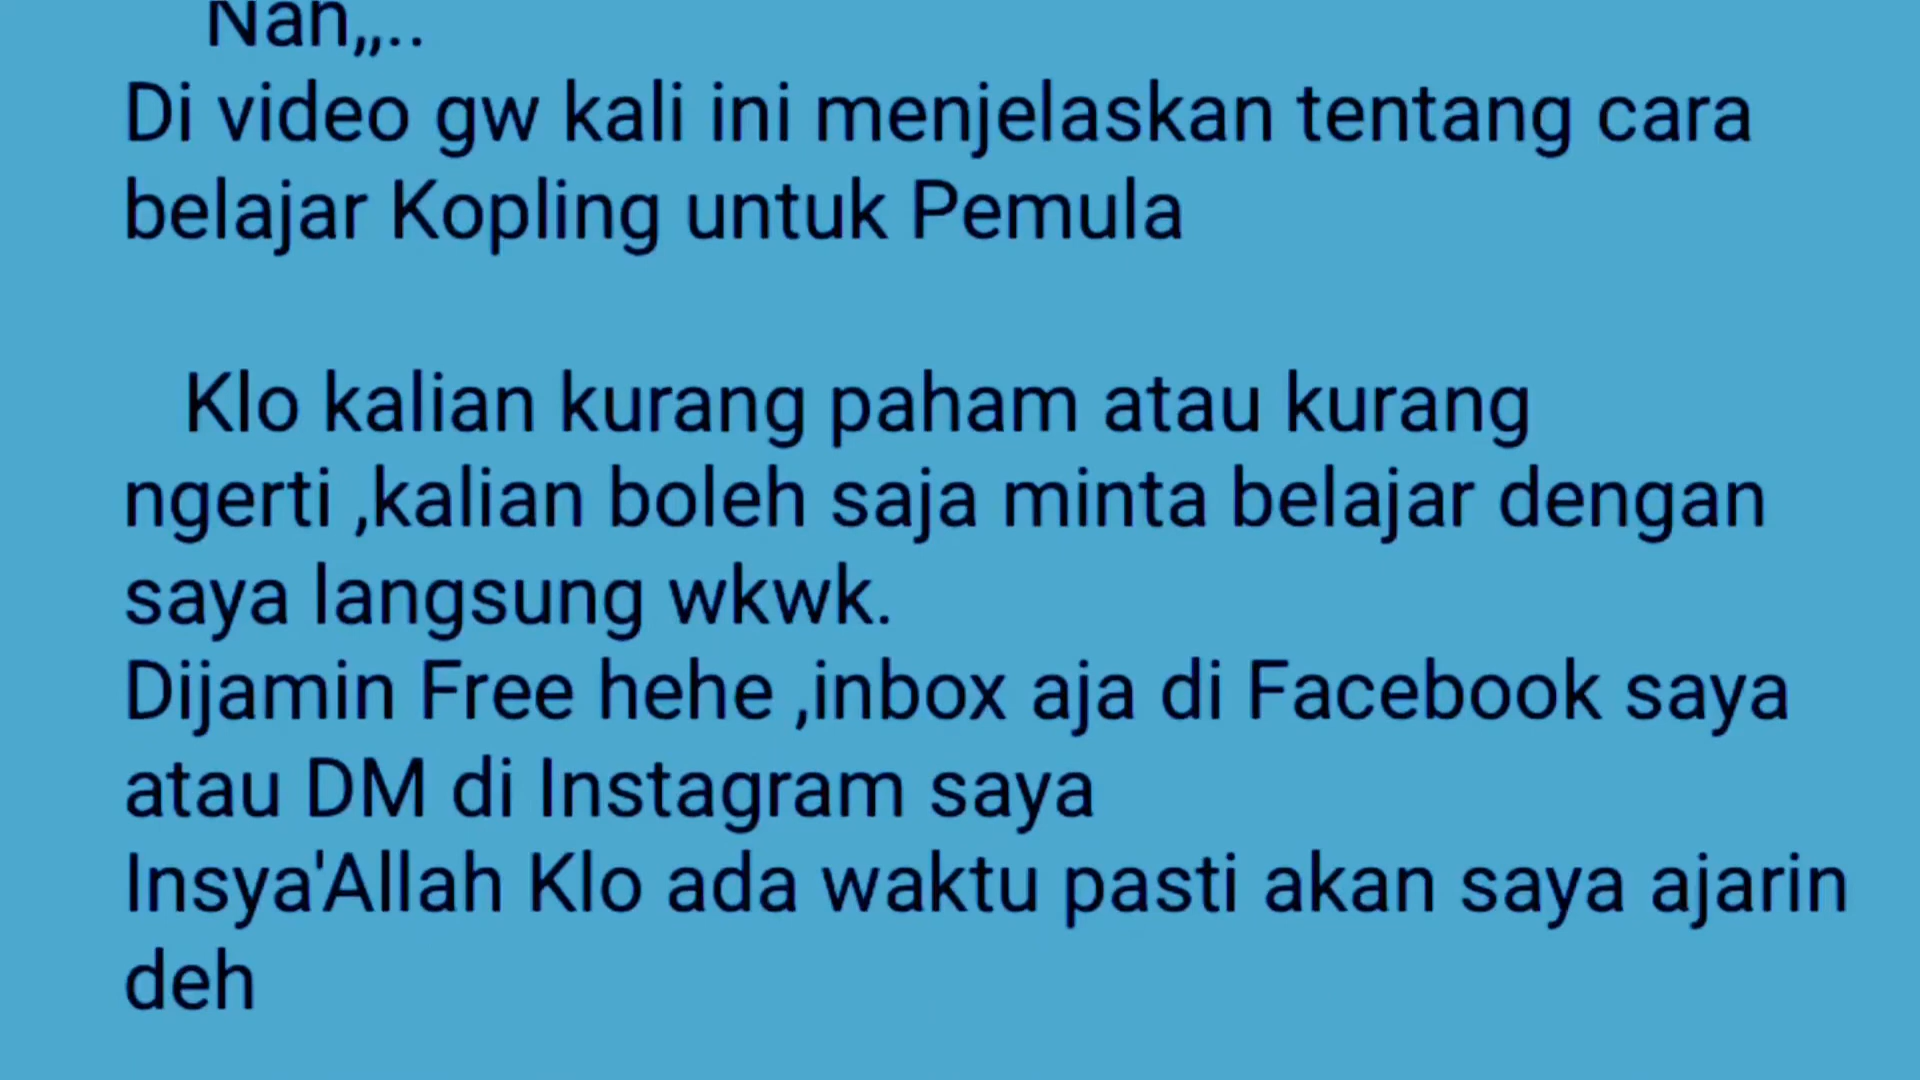 Nah,,..
Di video gw kali ini menjelaskan tentang cara
belajar Kopling untuk Pemula
Klo kalian kurang paham atau kurang
ngerti ,kalian boleh saja minta belajar dengan
saya langsung wkwk.
Dijamin Free hehe ,inbox aja di Facebook saya
atau DM di Instagram saya
Insya'Allah Klo ada waktu pasti akan saya ajarin
deh